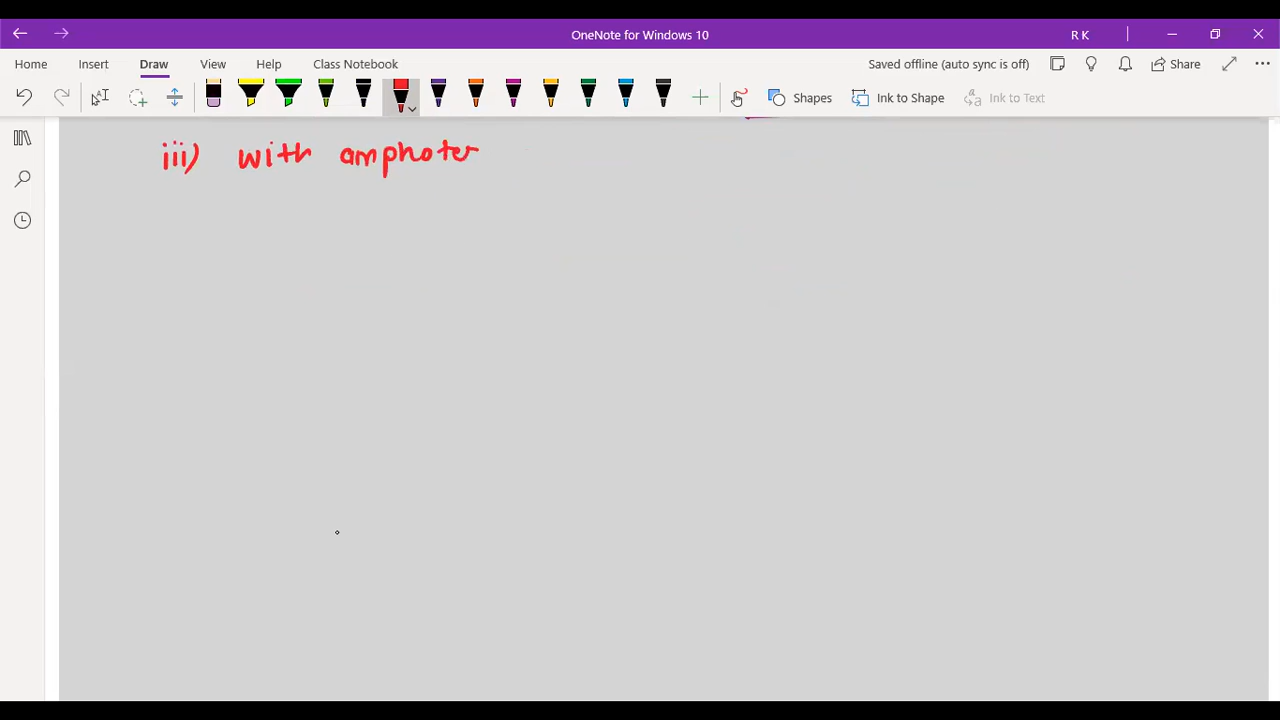 OneNote for Windows 10
R K
Home Insert Draw View Help Class Notebook
Saved offline (auto sync is off) Share
Shapes Ink to Shape Ink to Text
iii) with amphoter